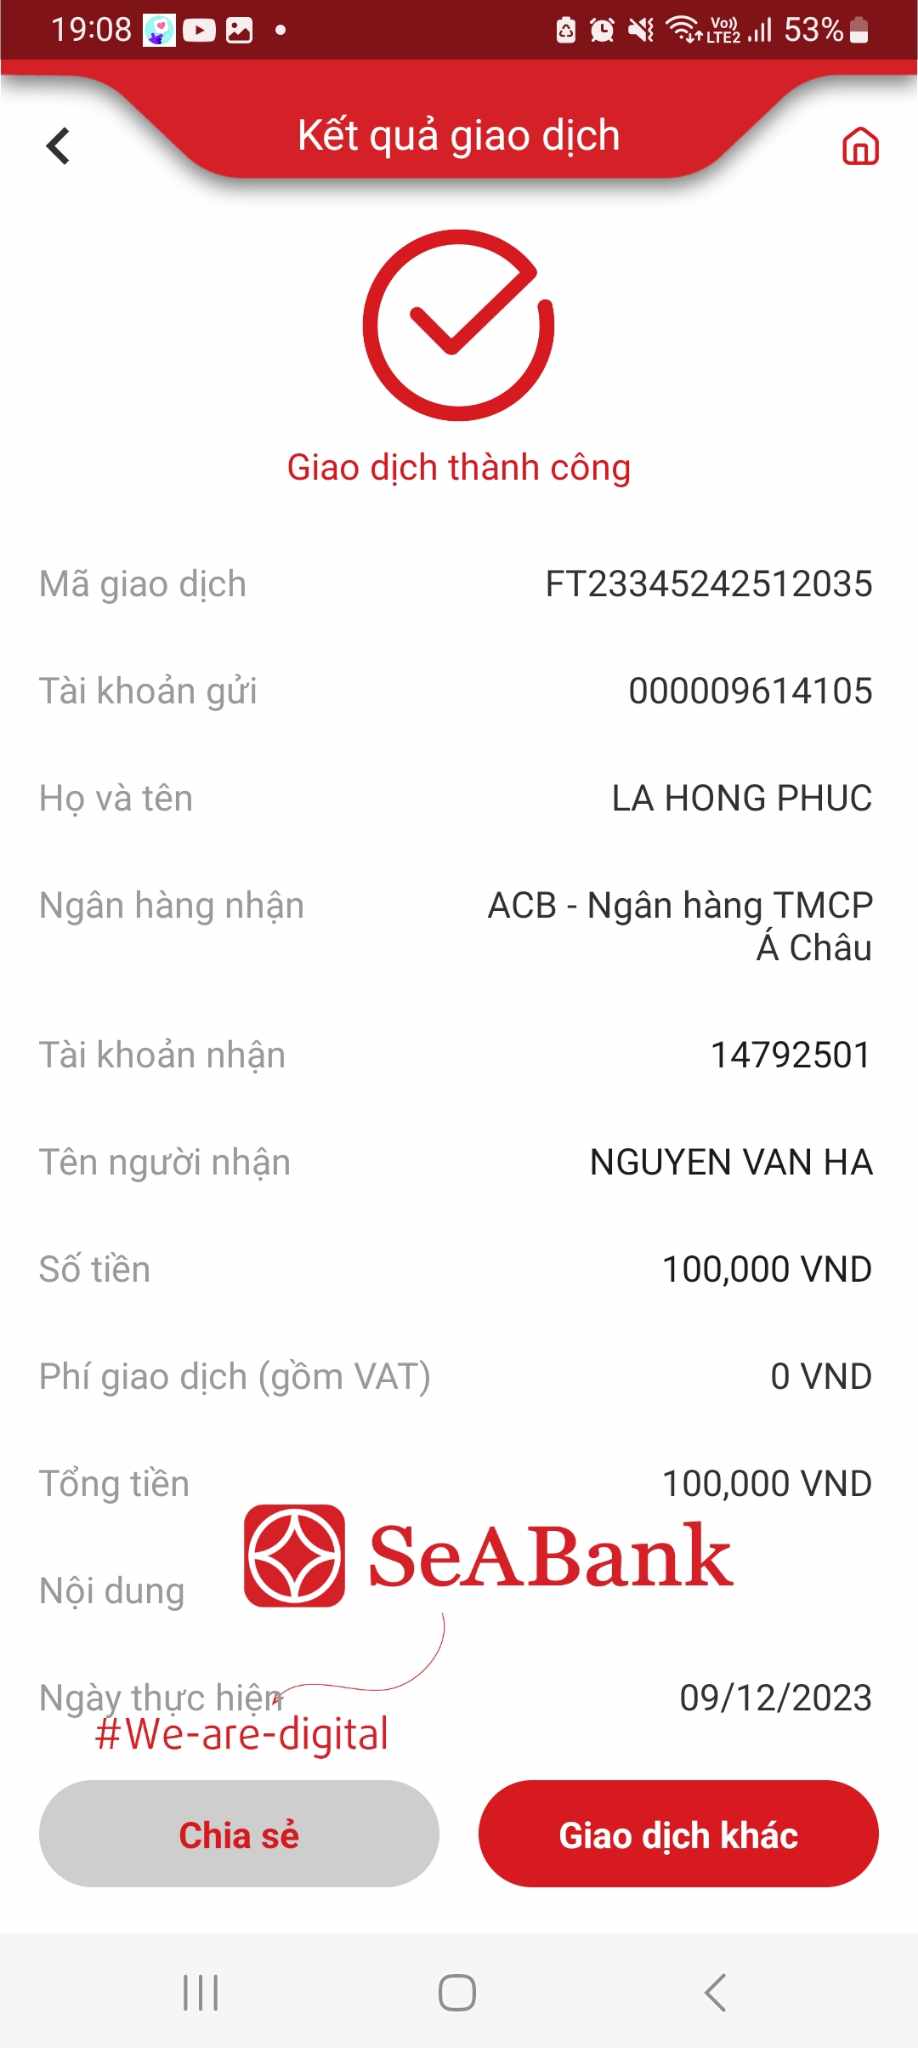 19:08
Vo))
LTE2
53%
Kết quả giao dịch
Giao dịch thành công
Mã giao dịch FT23345242512035
Tài khoản gửi 000009614105
Họ và tên LA HONG PHUC
Ngân hàng nhận ACB - Ngân hàng TMCP
Á Châu
Tài khoản nhận 14792501
Tên người nhận NGUYEN VAN HA
Số tiền 100,000 VND
Phí giao dịch (gồm VAT) 0 VND
Tổng tiền 100,000 VND
SeABank
Nội dung
Ngày thực hiện 09/12/2023
#We-are-digital
Chia sẻ
Giao dịch khác